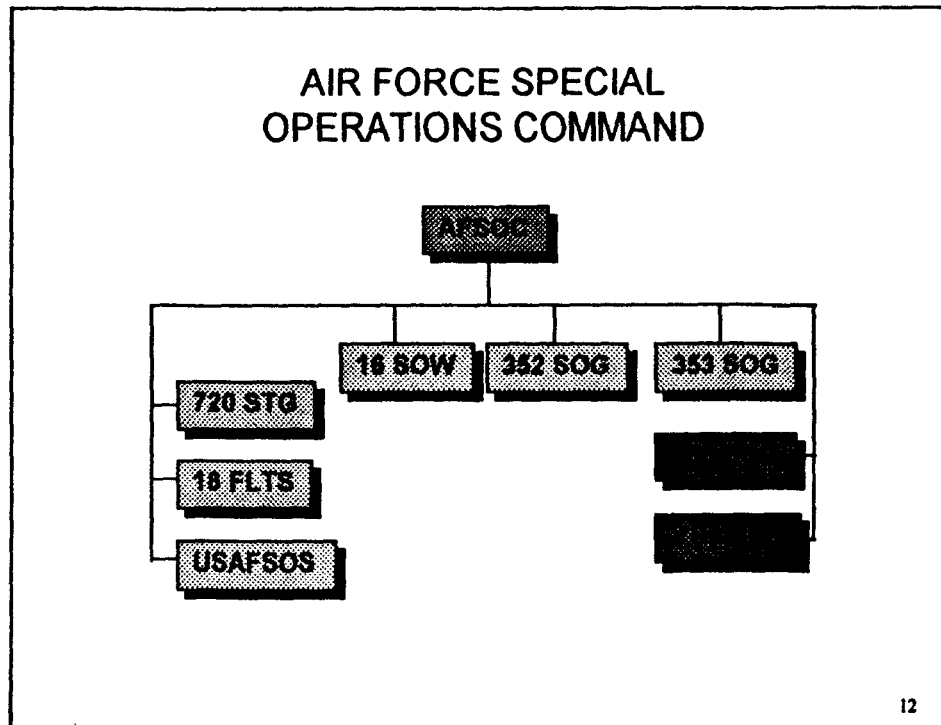 AIR FORCE SPECIAL
OPERATIONS COMMAND
AFSOC
16 SOW
352 SOG
353 SOG
720 STG
18 FLTS
USAFSOS
12